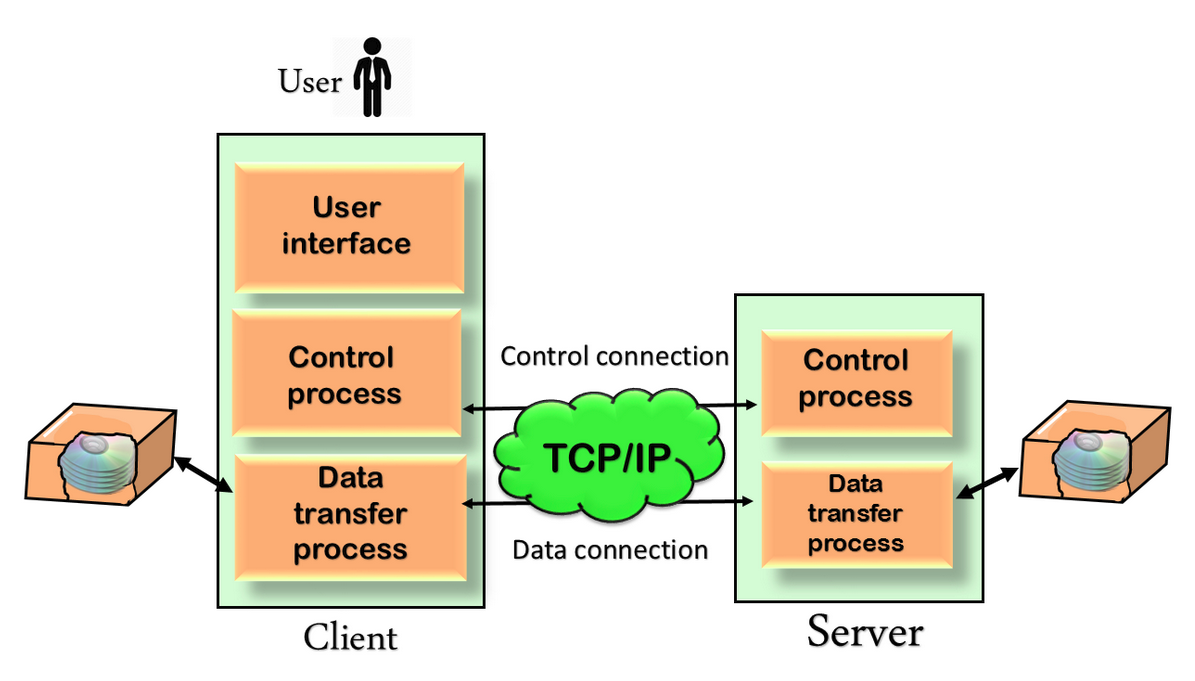 User
User
interface
Control
process
Data
transfer
process
Client
Control connection
TCP/IP
Data connection
Control
process
Data
transfer
process
Server